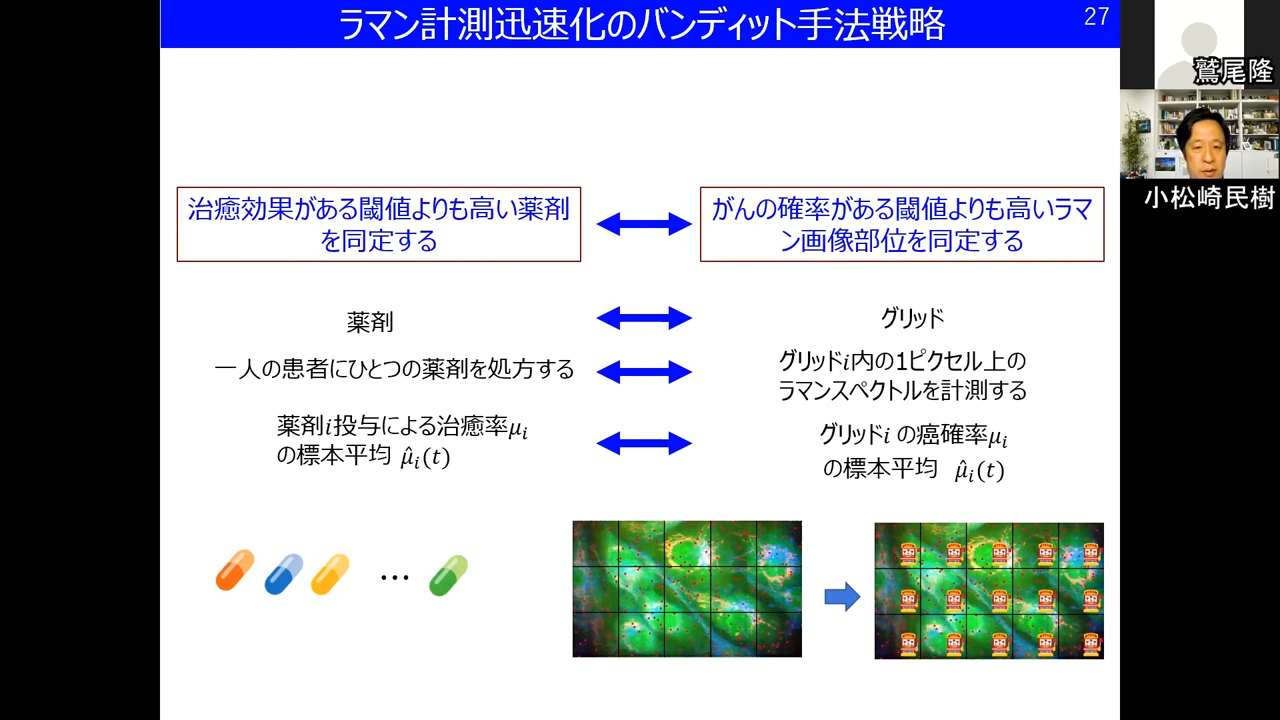 ラマン計測迅速化のバンディット手法戦略
27
鷲尾隆
小松崎民樹
治癒効果がある閾値よりも高い薬剤
を同定する
がんの確率がある閾値よりも高いラマ
ン画像部位を同定する
薬剤
グリッド
一人の患者にひとつの薬剤を処方する
グリッドi内の1ピクセル上の
ラマンスペクトルを計測する
薬剤i投与による治癒率μi
の標本平均 μ̂i(t)
グリッドi の癌確率μi
の標本平均 μ̂i(t)
…